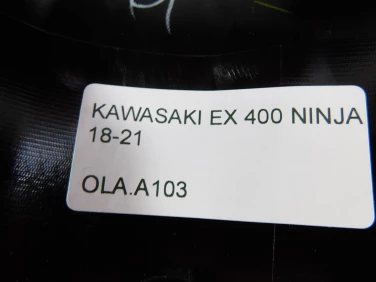 KAWASAKI EX 400 NINJA
18-21
OLA.A103